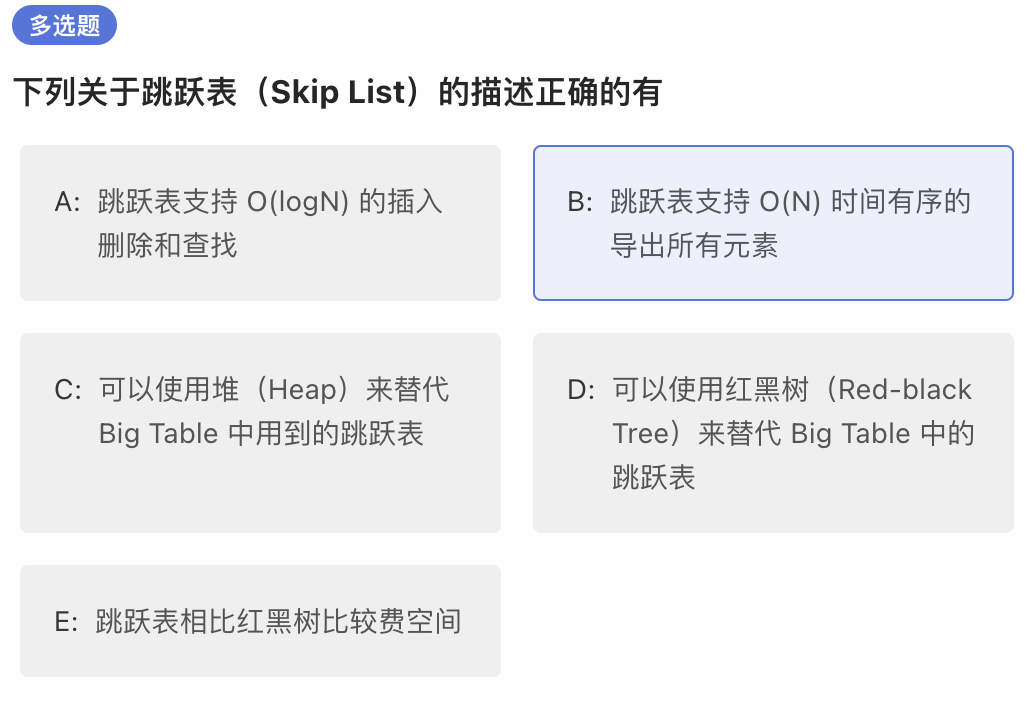 多选题
下列关于跳跃表（Skip List）的描述正确的有
A: 跳跃表支持 O(logN) 的插入
删除和查找
B: 跳跃表支持 O(N) 时间有序的
导出所有元素
C: 可以使用堆（Heap）来替代
Big Table 中用到的跳跃表
D: 可以使用红黑树（Red-black
Tree）来替代 Big Table 中的
跳跃表
E: 跳跃表相比红黑树比较费空间